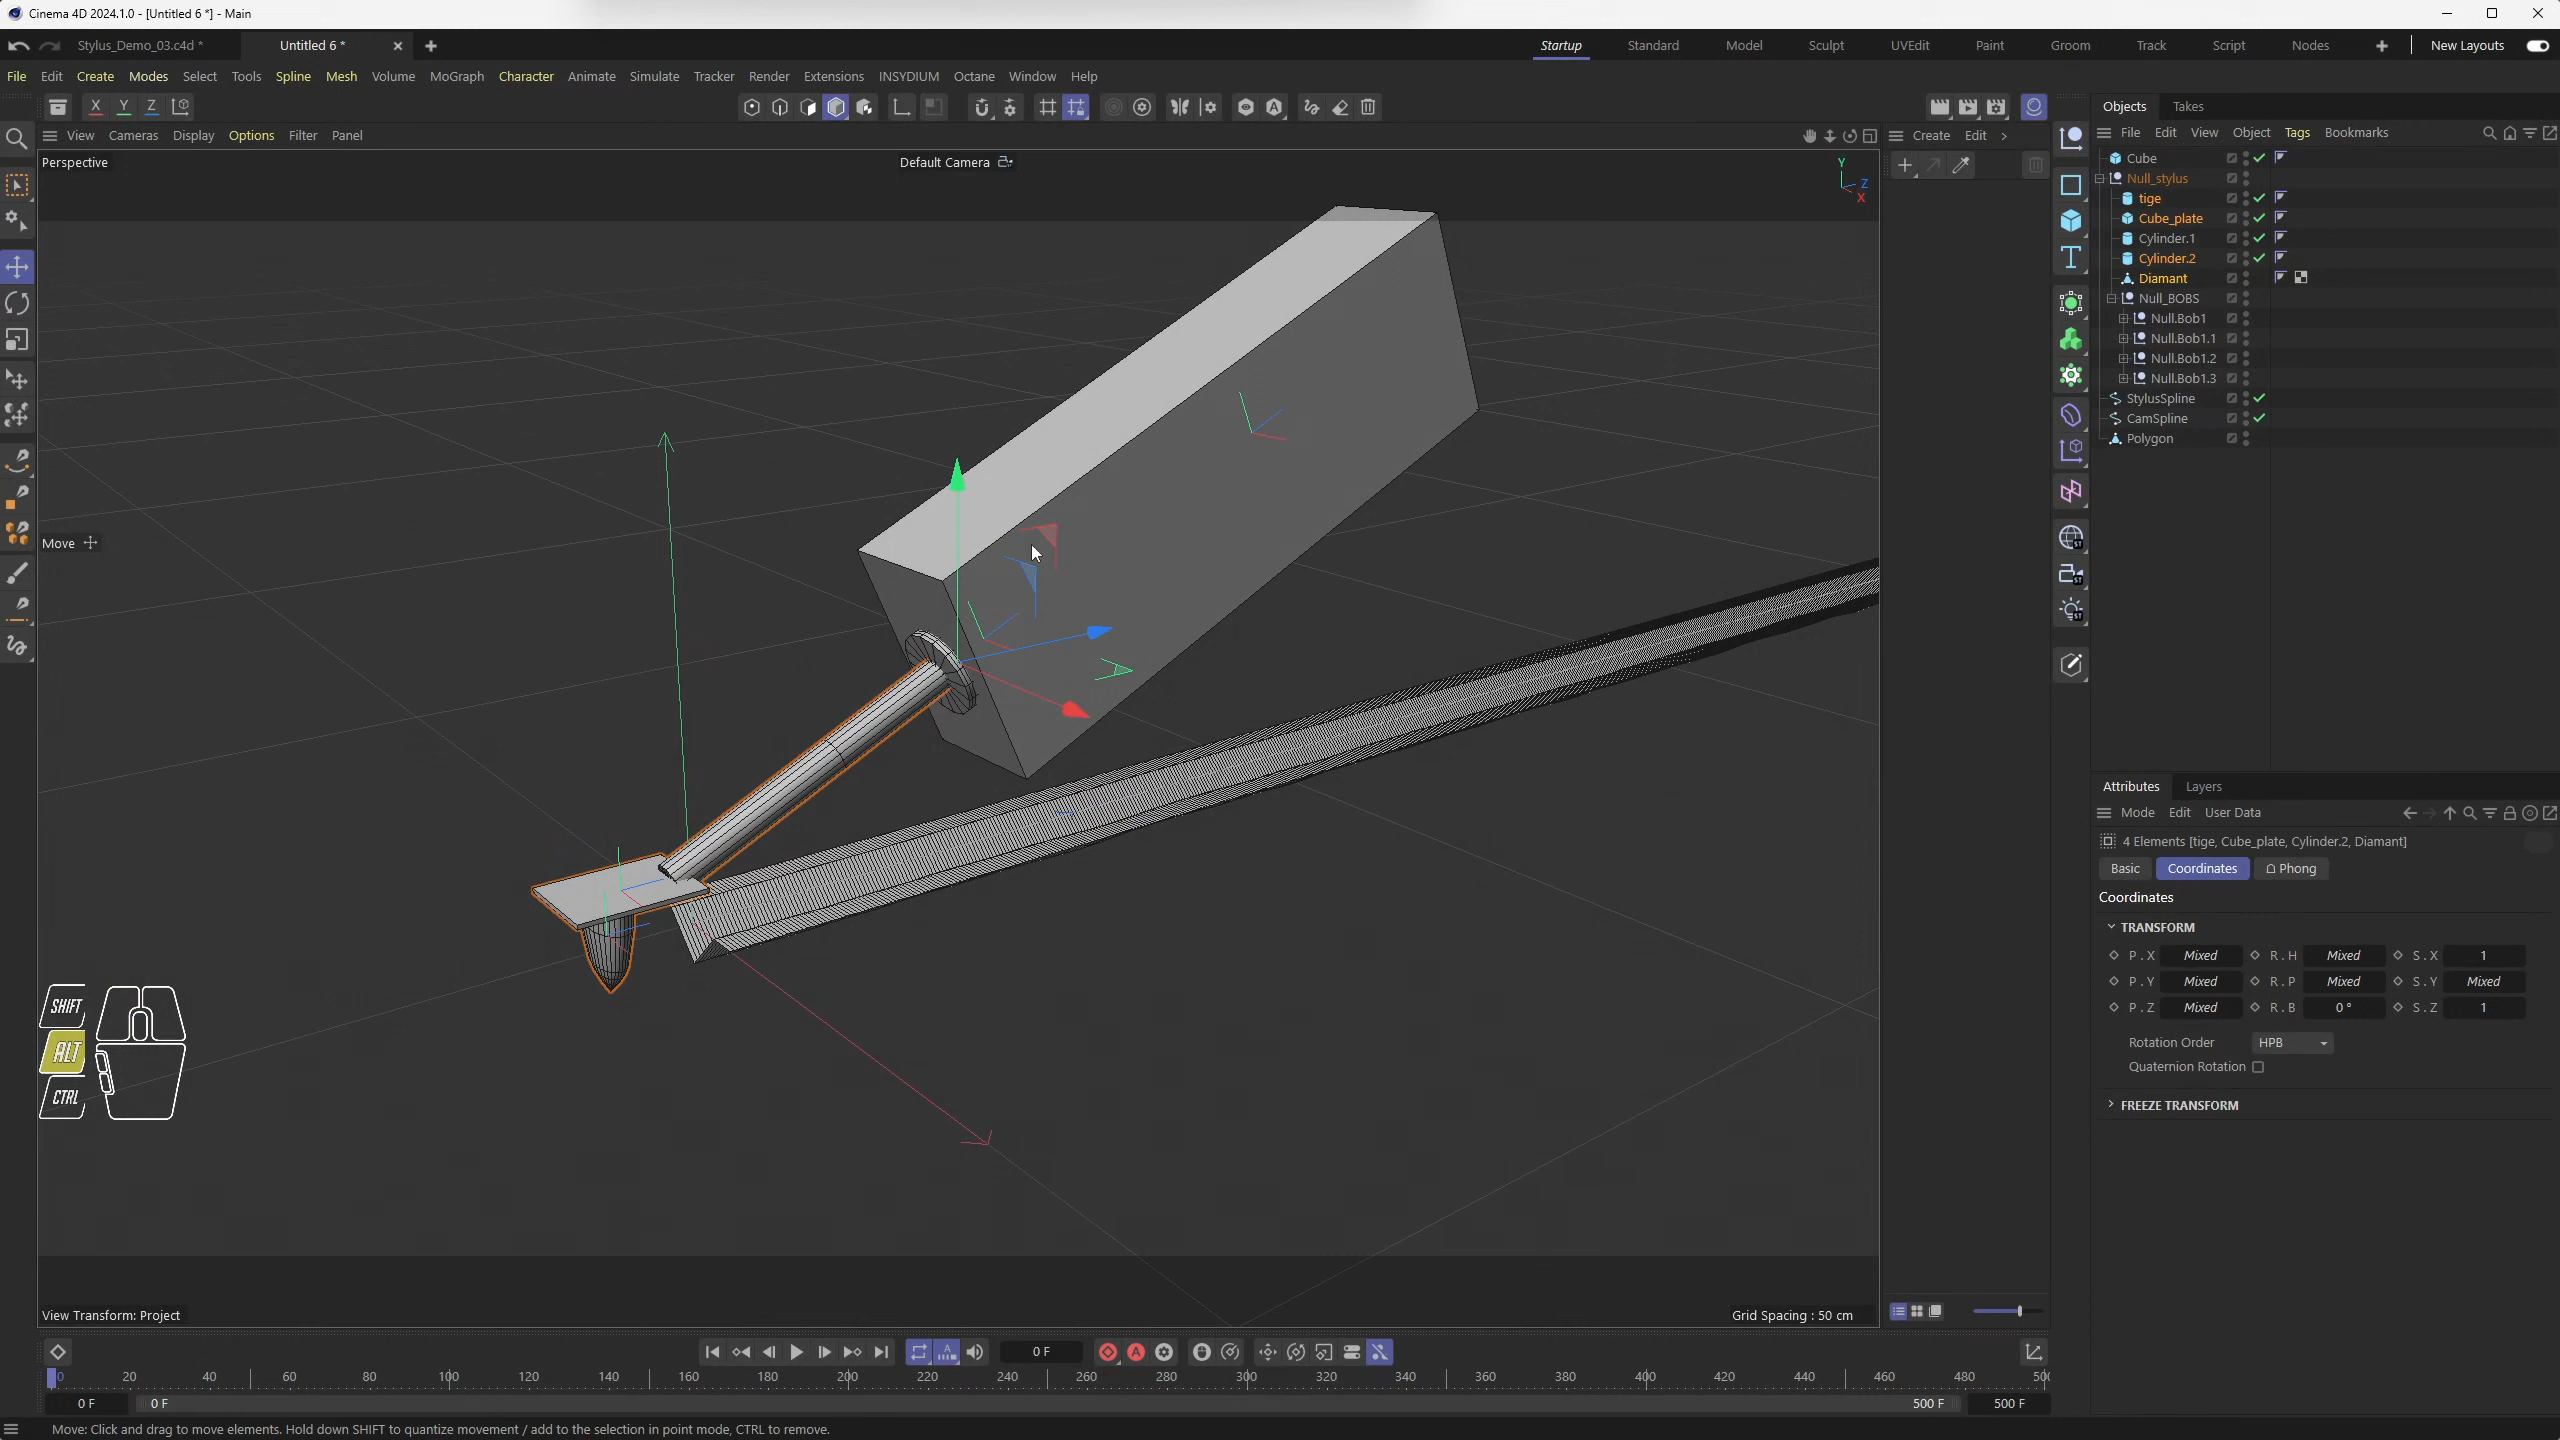 Cinema 4D 2024.1.0 - [Untitled 6 *] - Main
Stylus_Demo_03.c4d * Untitled 6 * Startup Standard Model Sculpt UVEdit Paint Groom Track Script Nodes New Layouts
File Edit Create Modes Select Tools Spline Mesh Volume MoGraph Character Animate Simulate Tracker Render Extensions INSYDIUM Octane Window Help
X Y Z
Objects Takes
View Cameras Display Options Filter Panel
Create Edit >
File Edit View Object Tags Bookmarks
Perspective
Default Camera
Y
Z
X
Cube
Null_stylus
tige
Cube_plate
Cylinder.1
Cylinder.2
Diamant
Null_BOBS
Null.Bob1
Null.Bob1.1
Null.Bob1.2
Null.Bob1.3
StylusSpline
CamSpline
Polygon
Move
Attributes Layers
Mode Edit User Data
4 Elements [tige, Cube_plate, Cylinder.2, Diamant]
Basic Coordinates Phong
Coordinates
TRANSFORM
P . X Mixed R . H Mixed S . X 1
P . Y Mixed R . P Mixed S . Y Mixed
P . Z Mixed R . B 0 ° S . Z 1
Rotation Order HPB
Quaternion Rotation
FREEZE TRANSFORM
SHIFT
ALT
CTRL
View Transform: Project
Grid Spacing : 50 cm
0 F
0 20 40 60 80 100 120 140 160 180 200 220 240 260 280 300 320 340 360 380 400 420 440 460 480 50
0 F 0 F 500 F 500 F
Move: Click and drag to move elements. Hold down SHIFT to quantize movement / add to the selection in point mode, CTRL to remove.